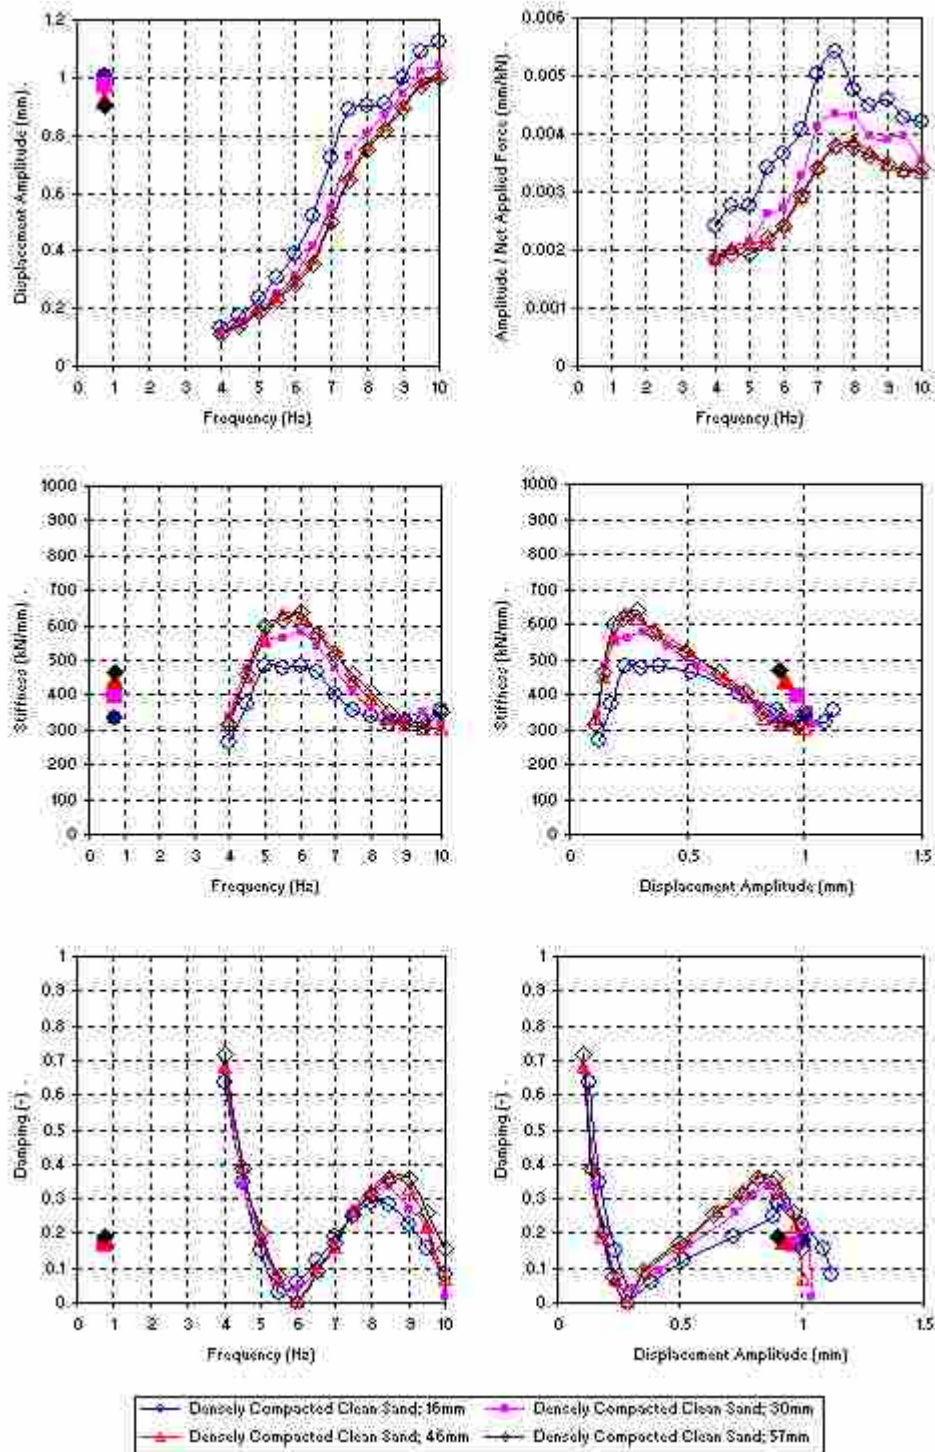 1.2
1
0.8
0.6
0.4
0.2
0
Displacement Amplitude (mm)
0 1 2 3 4 5 6 7 8 9 10
Frequency (Hz)
0.006
0.005
0.004
0.003
0.002
0.001
0
Amplitude / Net Applied Force (mm/kN)
0 1 2 3 4 5 6 7 8 9 10
Frequency (Hz)
1000
900
800
700
600
500
400
300
200
100
0
Stiffness (kN/mm)
0 1 2 3 4 5 6 7 8 9 10
Frequency (Hz)
1000
900
800
700
600
500
400
300
200
100
0
Stiffness (kN/mm)
0 0.5 1 1.5
Displacement Amplitude (mm)
1
0.9
0.8
0.7
0.6
0.5
0.4
0.3
0.2
0.1
0
Damping (-)
0 1 2 3 4 5 6 7 8 9 10
Frequency (Hz)
1
0.9
0.8
0.7
0.6
0.5
0.4
0.3
0.2
0.1
0
Damping (-)
0 0.5 1 1.5
Displacement Amplitude (mm)
Densely Compacted Clean Sand; 16mm Densely Compacted Clean Sand; 30mm
Densely Compacted Clean Sand; 46mm Densely Compacted Clean Sand; 57mm